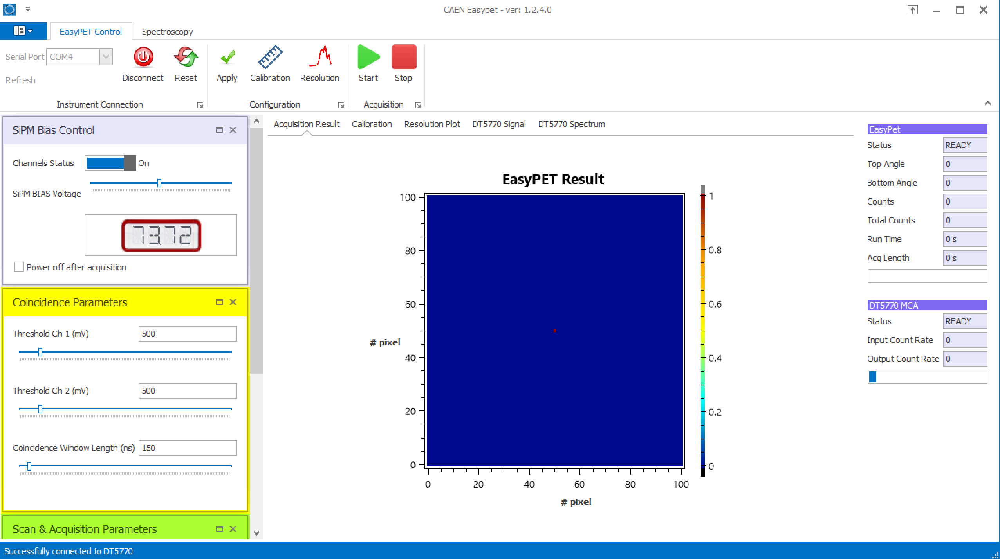 CAEN Easypet - ver: 1.2.4.0
EasyPET Control
Spectroscopy
Serial Port
COM4
Refresh
Disconnect
Reset
Instrument Connection
Apply
Calibration
Resolution
Configuration
Start
Stop
Acquisition
SiPM Bias Control
Channels Status
On
SiPM BIAS Voltage
73.72
Power off after acquisition
Coincidence Parameters
Threshold Ch 1 (mV)
500
Threshold Ch 2 (mV)
500
Coincidence Window Length (ns)
150
Scan & Acquisition Parameters
Acquisition Result
Calibration
Resolution Plot
DT5770 Signal
DT5770 Spectrum
EasyPET Result
# pixel
100
80
60
40
20
0
0
20
40
60
80
100
# pixel
1
0.8
0.6
0.4
0.2
0
EasyPet
Status
READY
Top Angle
0
Bottom Angle
0
Counts
0
Total Counts
0
Run Time
0 s
Acq Length
0 s
DT5770 MCA
Status
READY
Input Count Rate
0
Output Count Rate
0
Successfully connected to DT5770